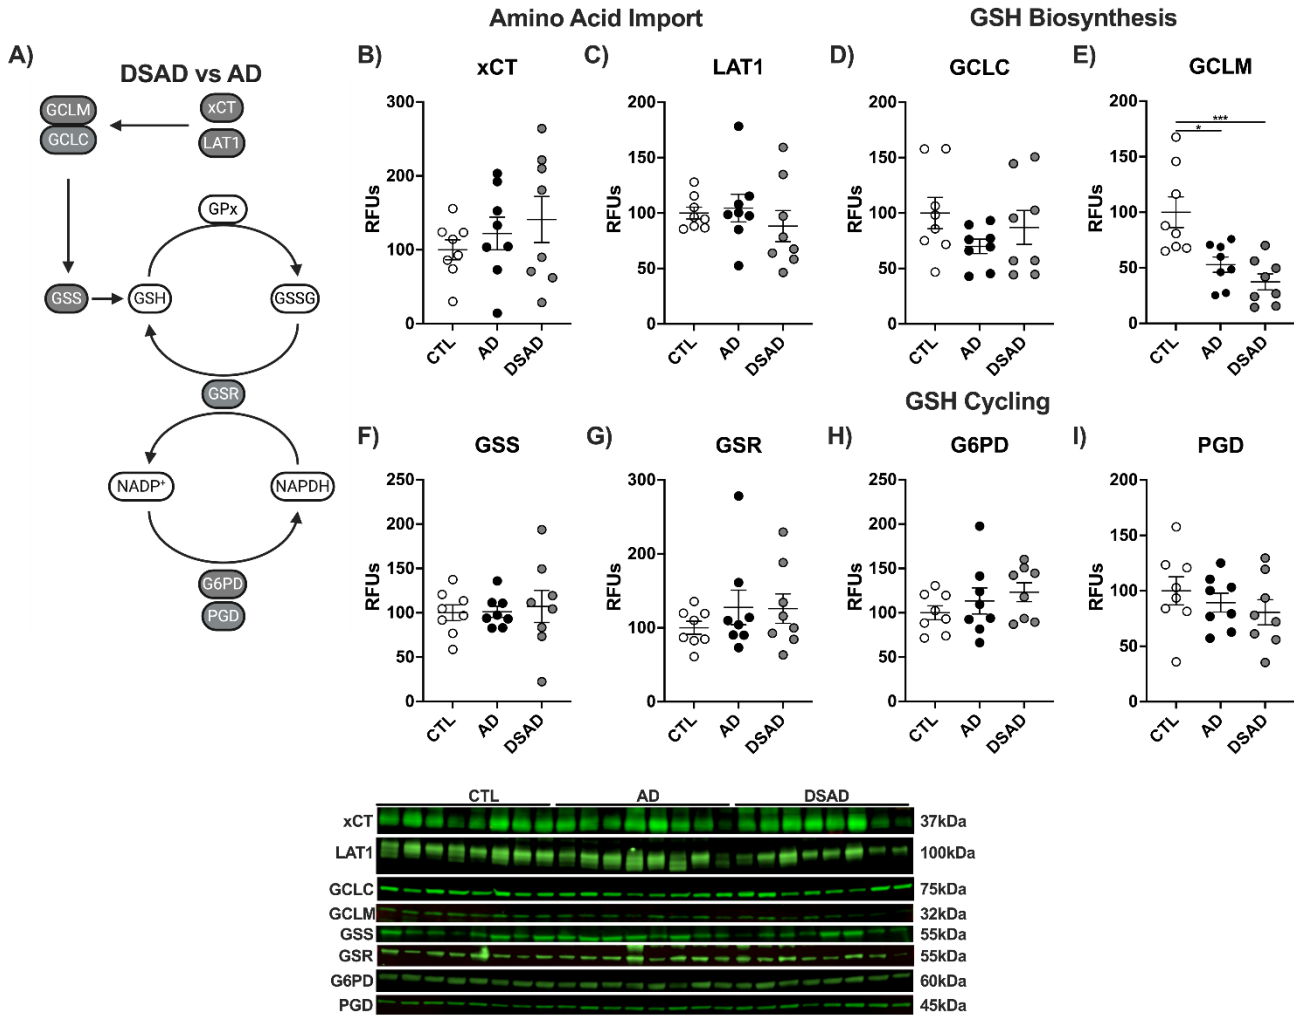 Amino Acid Import
GSH Biosynthesis
A)
DSAD vs AD
GCLM
GCLC
xCT
LAT1
GPx
GSS
GSH
GSSG
GSR
NADP+
NAPDH
G6PD
PGD
B)
xCT
RFUs
300
200
100
0
CTL
AD
DSAD
C)
LAT1
RFUs
200
150
100
50
0
CTL
AD
DSAD
D)
GCLC
RFUs
200
150
100
50
0
CTL
AD
DSAD
E)
GCLM
RFUs
200
150
100
50
0
***
*
CTL
AD
DSAD
GSH Cycling
F)
GSS
RFUs
250
200
150
100
50
0
CTL
AD
DSAD
G)
GSR
RFUs
300
200
100
0
CTL
AD
DSAD
H)
G6PD
RFUs
250
200
150
100
50
0
CTL
AD
DSAD
I)
PGD
RFUs
200
150
100
50
0
CTL
AD
DSAD
CTL AD DSAD
xCT 37kDa
LAT1 100kDa
GCLC 75kDa
GCLM 32kDa
GSS 55kDa
GSR 55kDa
G6PD 60kDa
PGD 45kDa